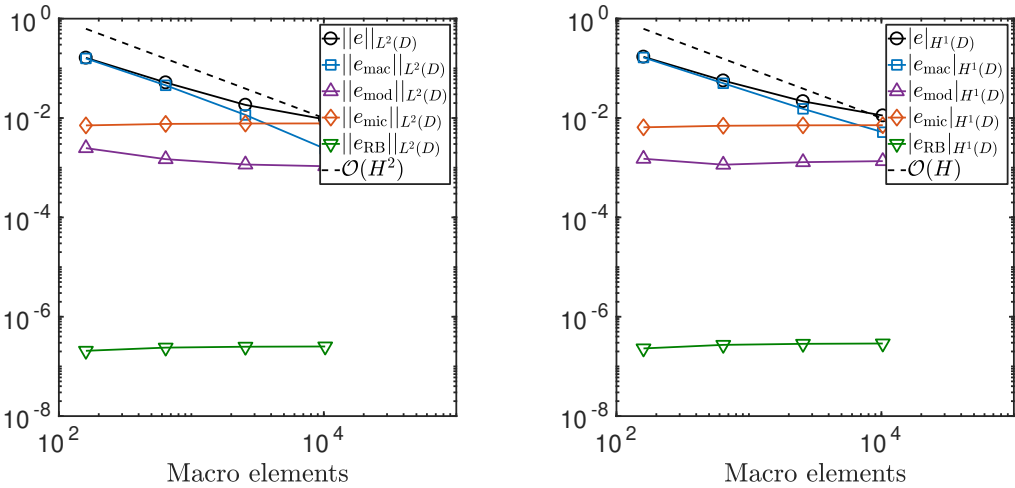 10^0
10^-2
10^-4
10^-6
10^-8
10^2
10^4
Macro elements
||e||_{L^2(D)}
||e_mac||_{L^2(D)}
||e_mod||_{L^2(D)}
||e_mic||_{L^2(D)}
||e_RB||_{L^2(D)}
O(H^2)
10^0
10^-2
10^-4
10^-6
10^-8
10^2
10^4
Macro elements
|e|_{H^1(D)}
|e_mac|_{H^1(D)}
|e_mod|_{H^1(D)}
|e_mic|_{H^1(D)}
|e_RB|_{H^1(D)}
O(H)